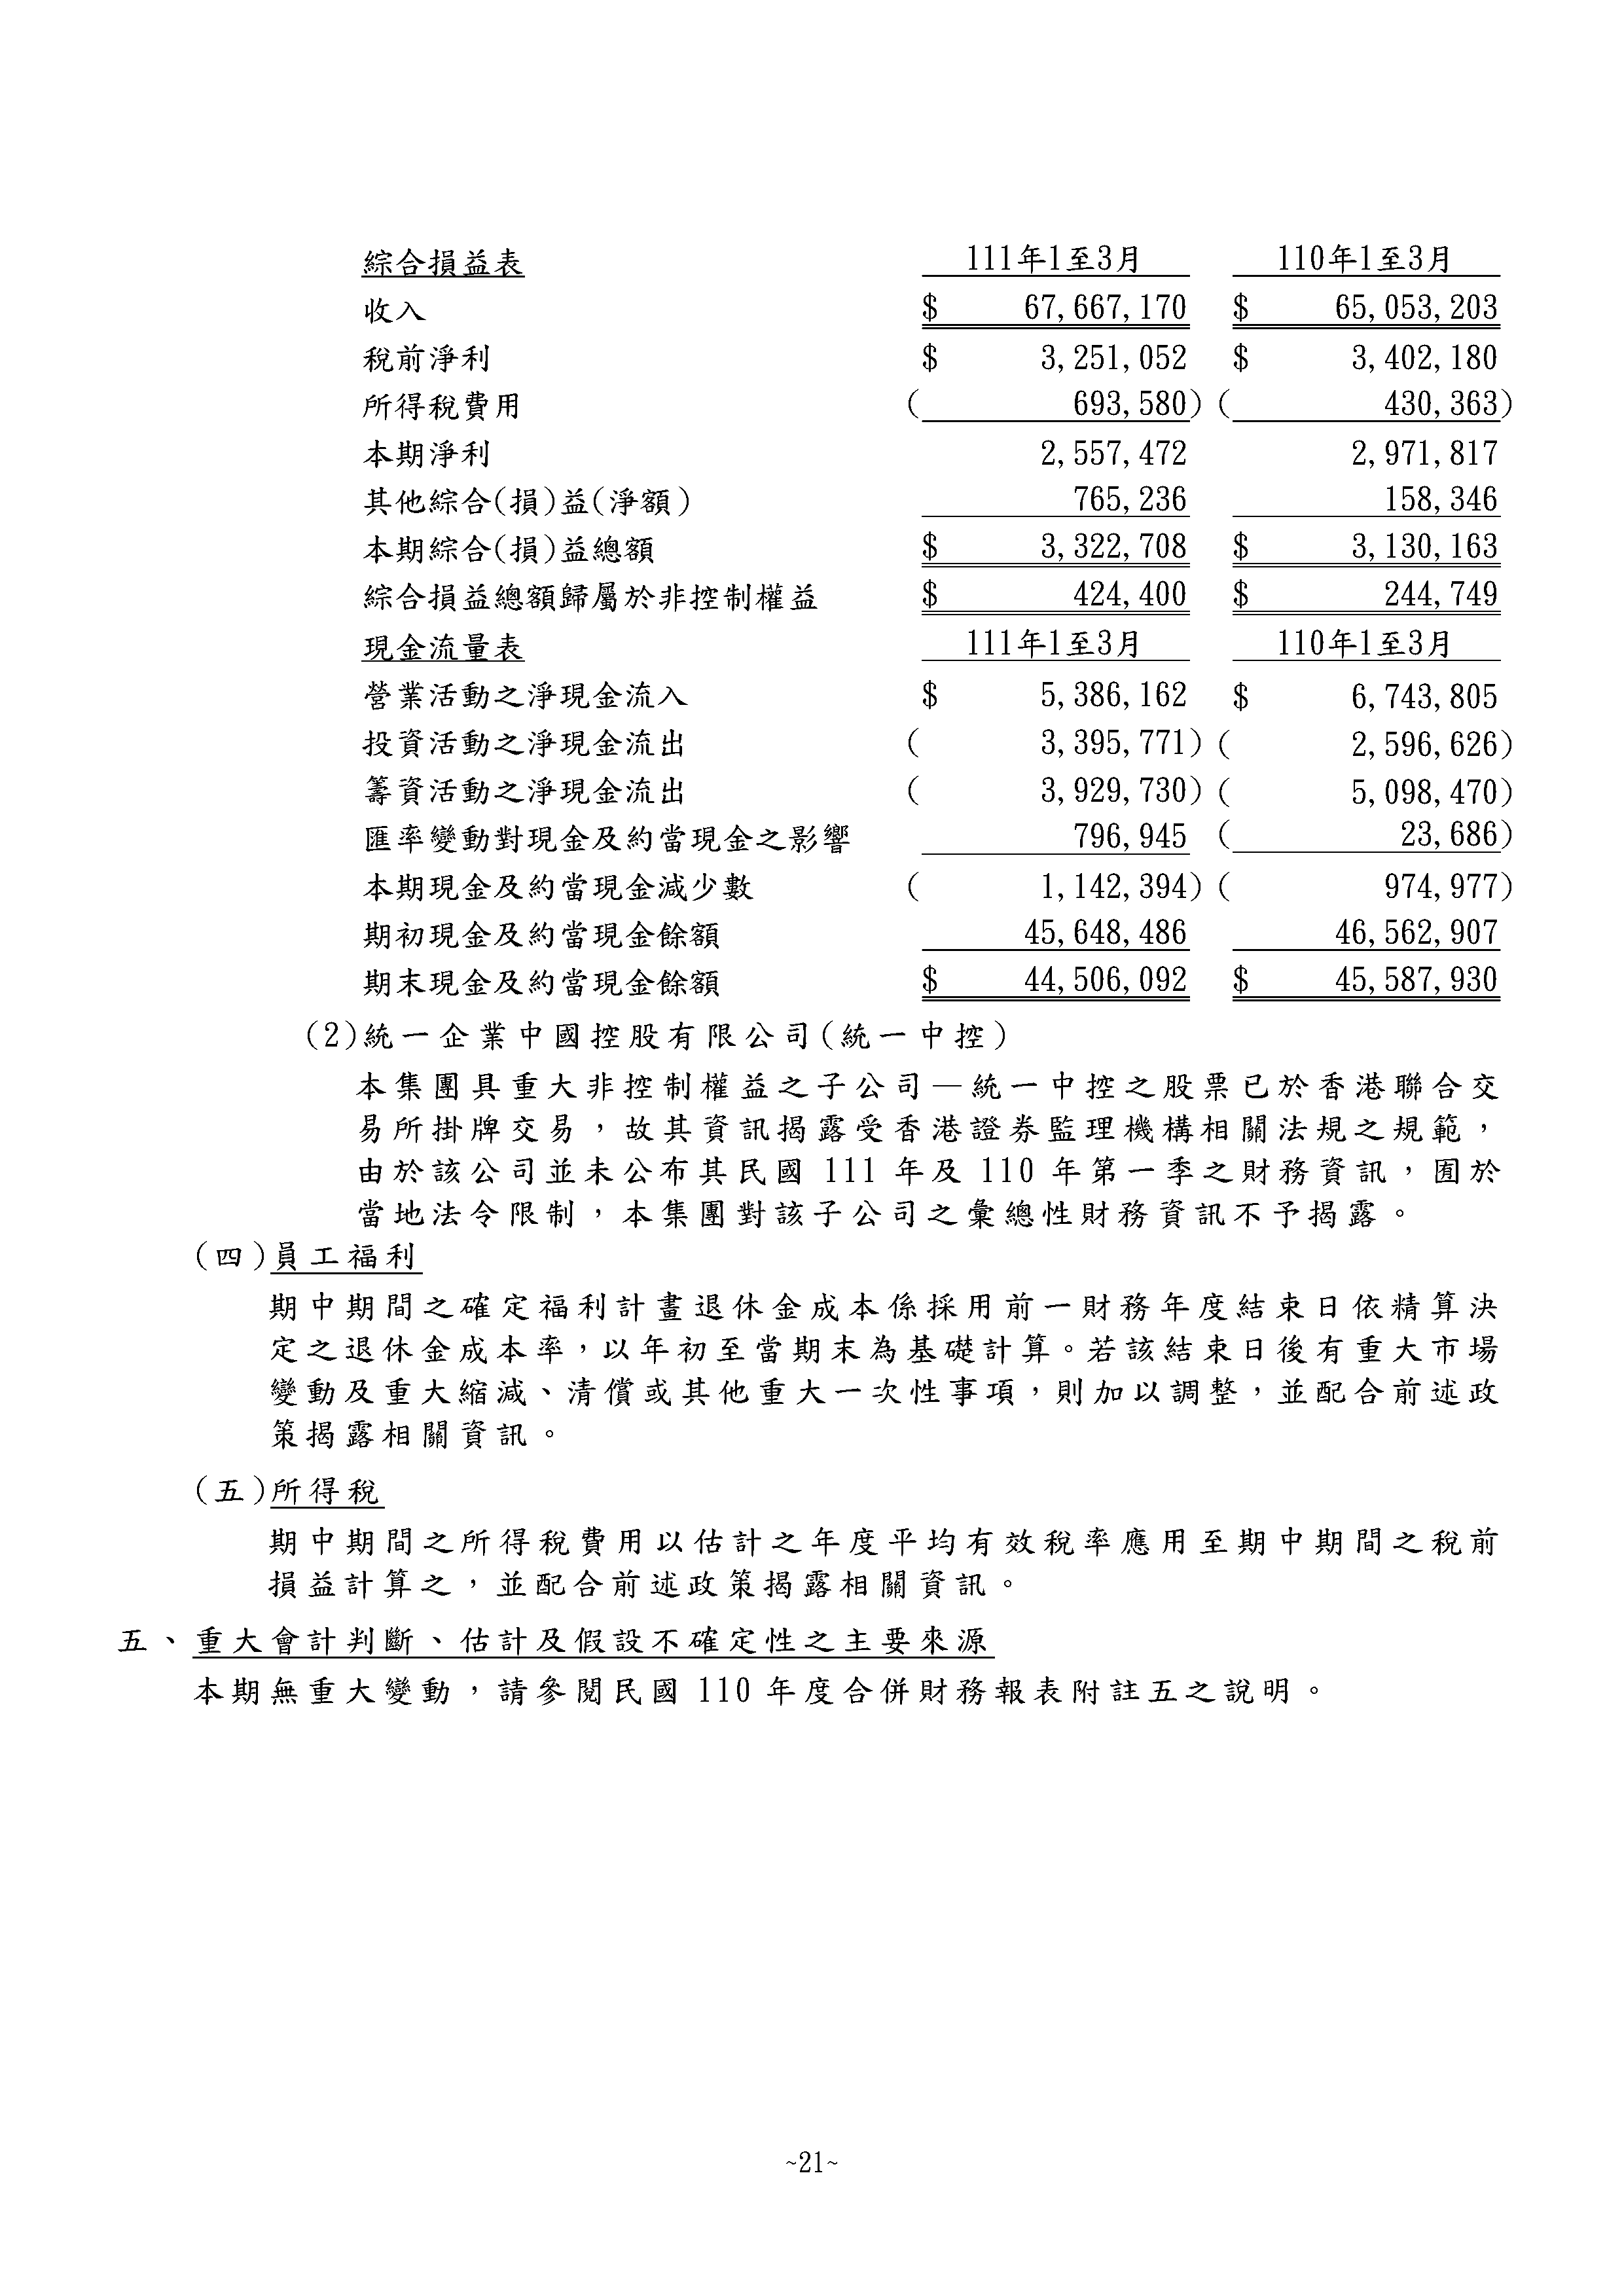 綜合損益表 111年1至3月 110年1至3月
收入 $ 67,667,170 $ 65,053,203
稅前淨利 $ 3,251,052 $ 3,402,180
所得稅費用 ( 693,580) ( 430,363)
本期淨利 2,557,472 2,971,817
其他綜合(損)益(淨額) 765,236 158,346
本期綜合(損)益總額 $ 3,322,708 $ 3,130,163
綜合損益總額歸屬於非控制權益 $ 424,400 $ 244,749
現金流量表 111年1至3月 110年1至3月
營業活動之淨現金流入 $ 5,386,162 $ 6,743,805
投資活動之淨現金流出 ( 3,395,771) ( 2,596,626)
籌資活動之淨現金流出 ( 3,929,730) ( 5,098,470)
匯率變動對現金及約當現金之影響 796,945 ( 23,686)
本期現金及約當現金減少數 ( 1,142,394) ( 974,977)
期初現金及約當現金餘額 45,648,486 46,562,907
期末現金及約當現金餘額 $ 44,506,092 $ 45,587,930
(2)統一企業中國控股有限公司(統一中控)
本集團具重大非控制權益之子公司—統一中控之股票已於香港聯合交
易所掛牌交易，故其資訊揭露受香港證券監理機構相關法規之規範，
由於該公司並未公布其民國 111 年及 110 年第一季之財務資訊，囿於
當地法令限制，本集團對該子公司之彙總性財務資訊不予揭露。
(四)員工福利
期中期間之確定福利計畫退休金成本係採用前一財務年度結束日依精算決
定之退休金成本率，以年初至當期末為基礎計算。若該結束日後有重大市場
變動及重大縮減、清償或其他重大一次性事項，則加以調整，並配合前述政
策揭露相關資訊。
(五)所得稅
期中期間之所得稅費用以估計之年度平均有效稅率應用至期中期間之稅前
損益計算之，並配合前述政策揭露相關資訊。
五、重大會計判斷、估計及假設不確定性之主要來源
本期無重大變動，請參閱民國 110 年度合併財務報表附註五之說明。
~21~